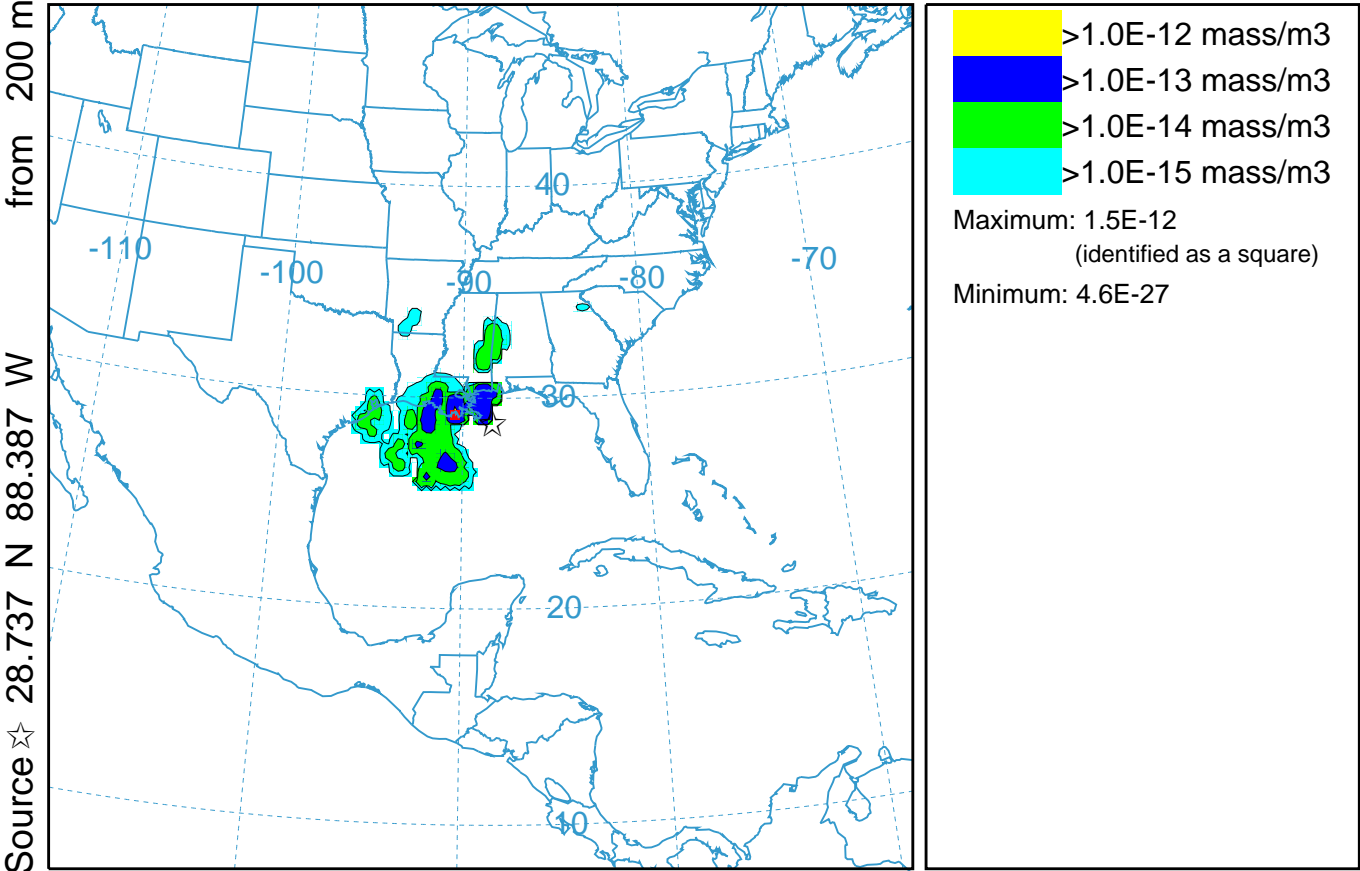 Source ☆ 28.737 N 88.387 W from 200 m
-110
-100
-90
-80
-70
40
30
20
10
>1.0E-12 mass/m3
>1.0E-13 mass/m3
>1.0E-14 mass/m3
>1.0E-15 mass/m3
Maximum: 1.5E-12
(identified as a square)
Minimum: 4.6E-27